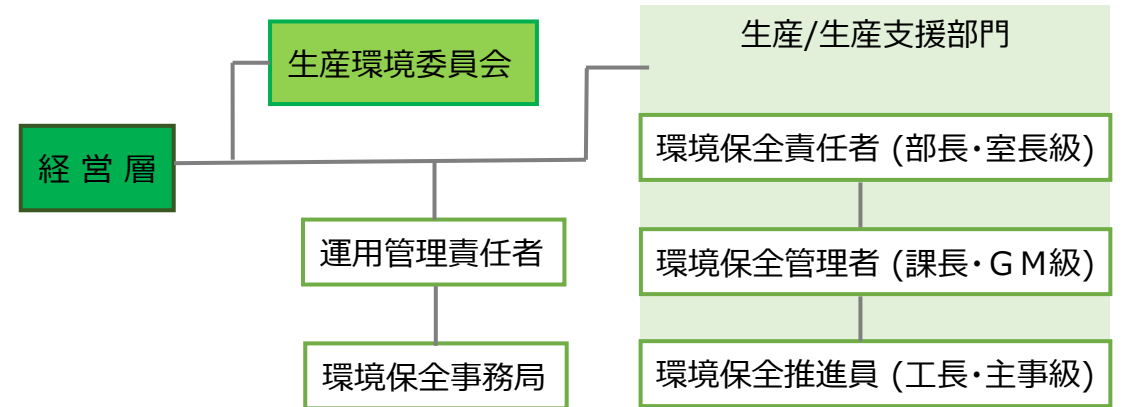 生産/生産支援部門
生産環境委員会
経 営 層
環境保全責任者 (部長・室長級)
運用管理責任者
環境保全管理者 (課長・ＧＭ級)
環境保全事務局
環境保全推進員 (工長・主事級)